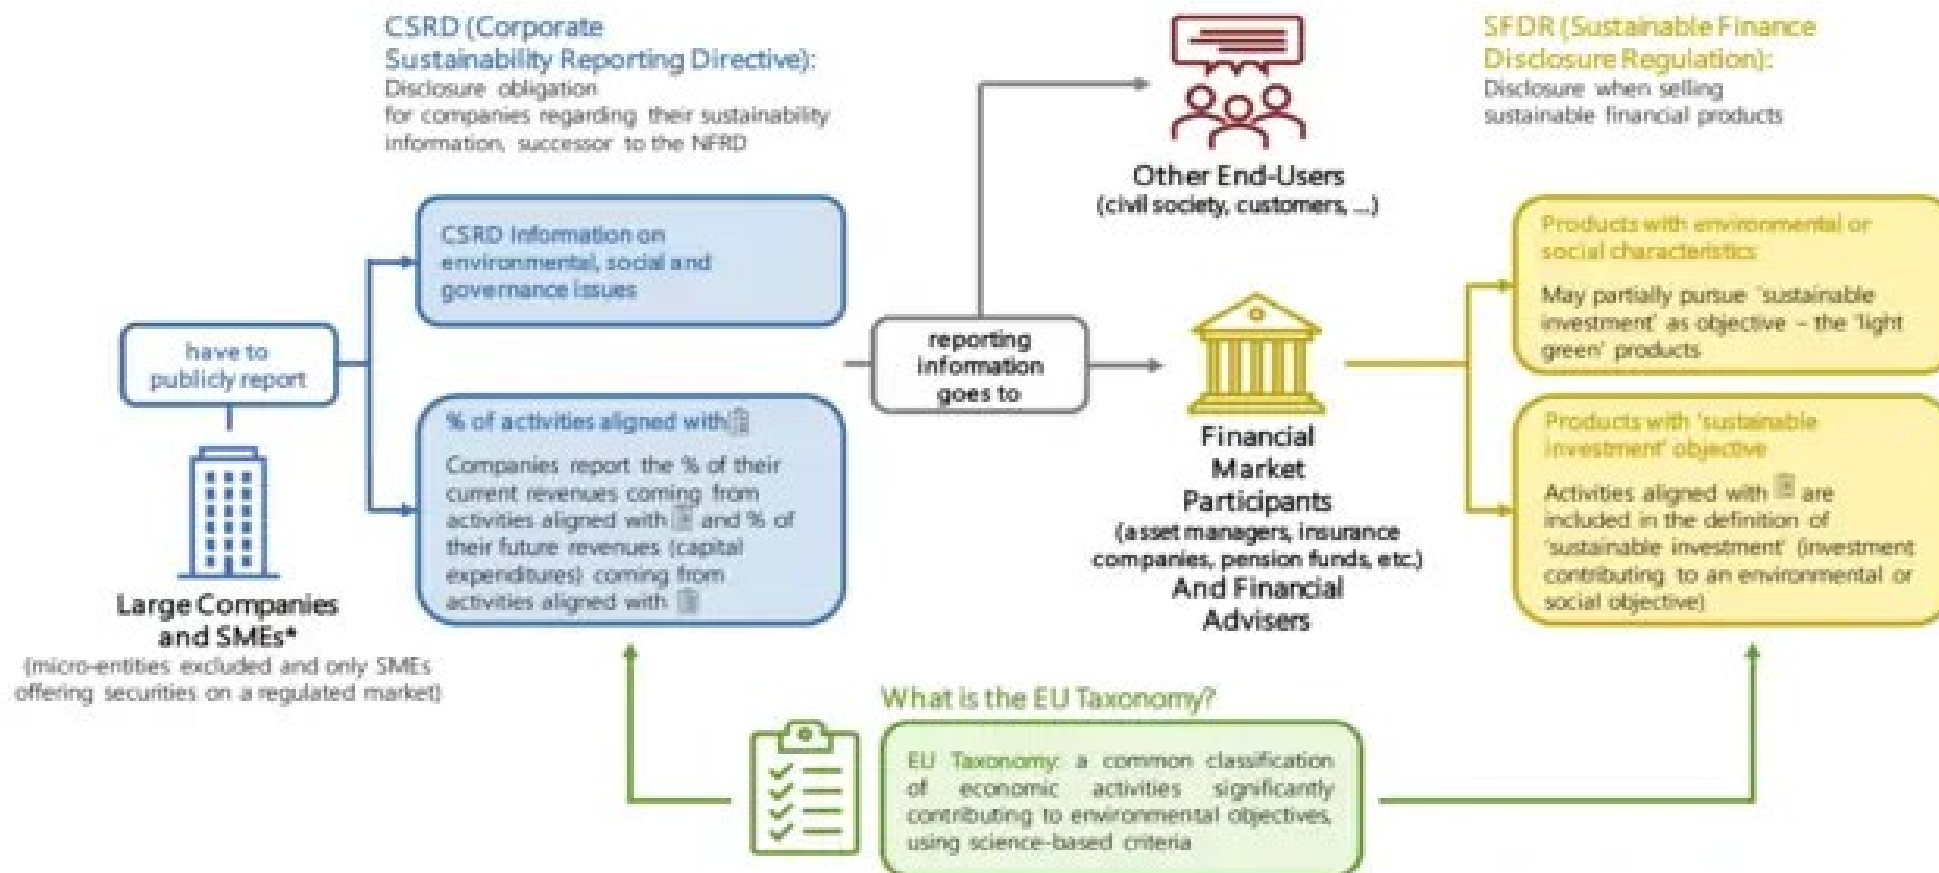 CSRD (Corporate
Sustainability Reporting Directive):
Disclosure obligation
for companies regarding their sustainability
information, successor to the NFRD
SFDR (Sustainable Finance
Disclosure Regulation):
Disclosure when selling
sustainable financial products
Other End-Users
(civil society, customers, ...)
CSRD Information on
environmental, social and
governance issues
have to
publicly report
% of activities aligned with
Companies report the % of their
current revenues coming from
activities aligned with and % of
their future revenues (capital
expenditures) coming from
activities aligned with
Large Companies
and SMEs*
(micro-entities excluded and only SMEs
offering securities on a regulated market)
reporting
information
goes to
Financial
Market
Participants
(asset managers, insurance
companies, pension funds, etc.)
And Financial
Advisers
Products with environmental or
social characteristics
May partially pursue 'sustainable
investment' as objective – the 'light
green' products
Products with 'sustainable
investment' objective
Activities aligned with are
included in the definition of
'sustainable investment' (investment
contributing to an environmental or
social objective)
What is the EU Taxonomy?
EU Taxonomy: a common classification
of economic activities significantly
contributing to environmental objectives,
using science-based criteria